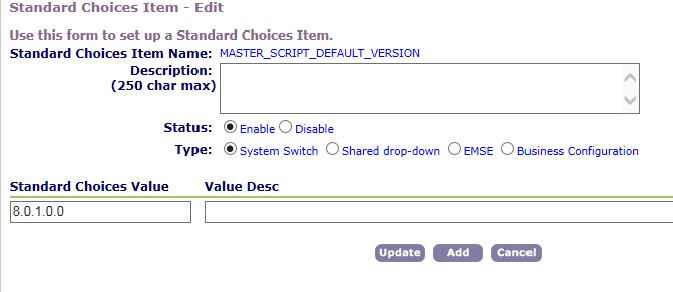 Standard Choices Item - Edit
Use this form to set up a Standard Choices Item.
Standard Choices Item Name: MASTER_SCRIPT_DEFAULT_VERSION
Description:
(250 char max)
Status: Enable Disable
Type: System Switch Shared drop-down EMSE Business Configuration
Standard Choices Value Value Desc
8.0.1.0.0
Update Add Cancel